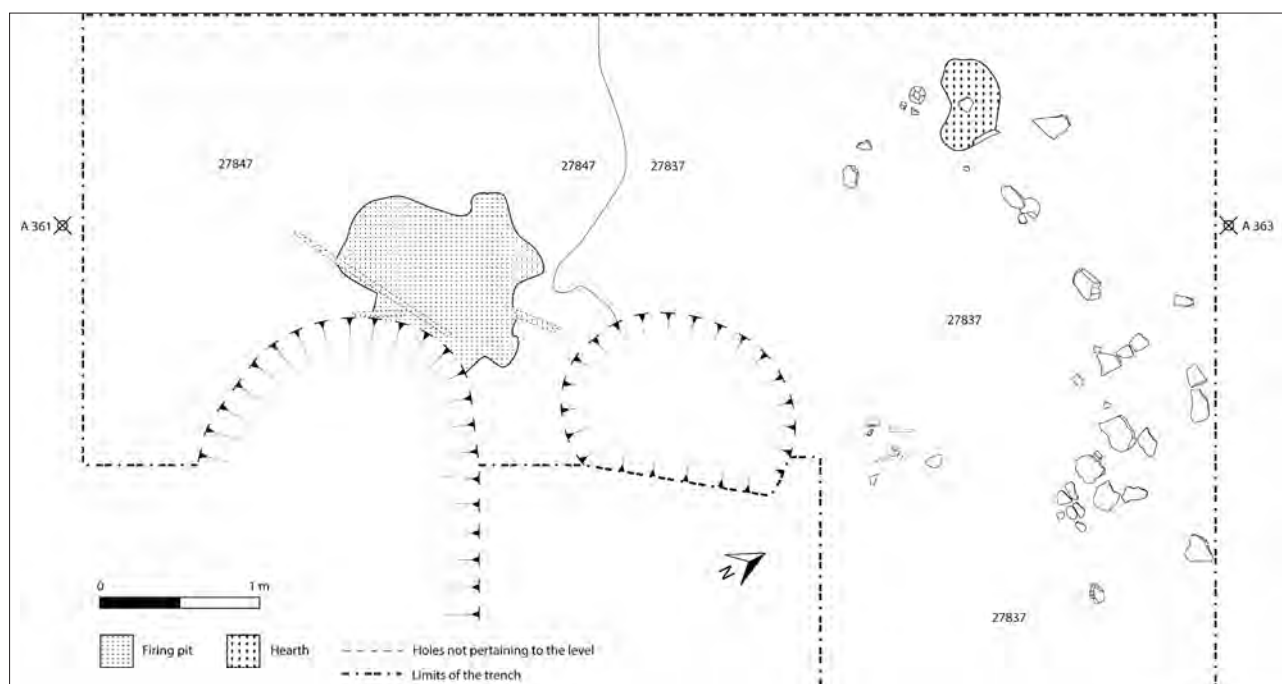 27847
27847
27837
A 361
A 363
27837
N
0
1 m
27837
Firing pit
Hearth
Holes not pertaining to the level
Limits of the trench